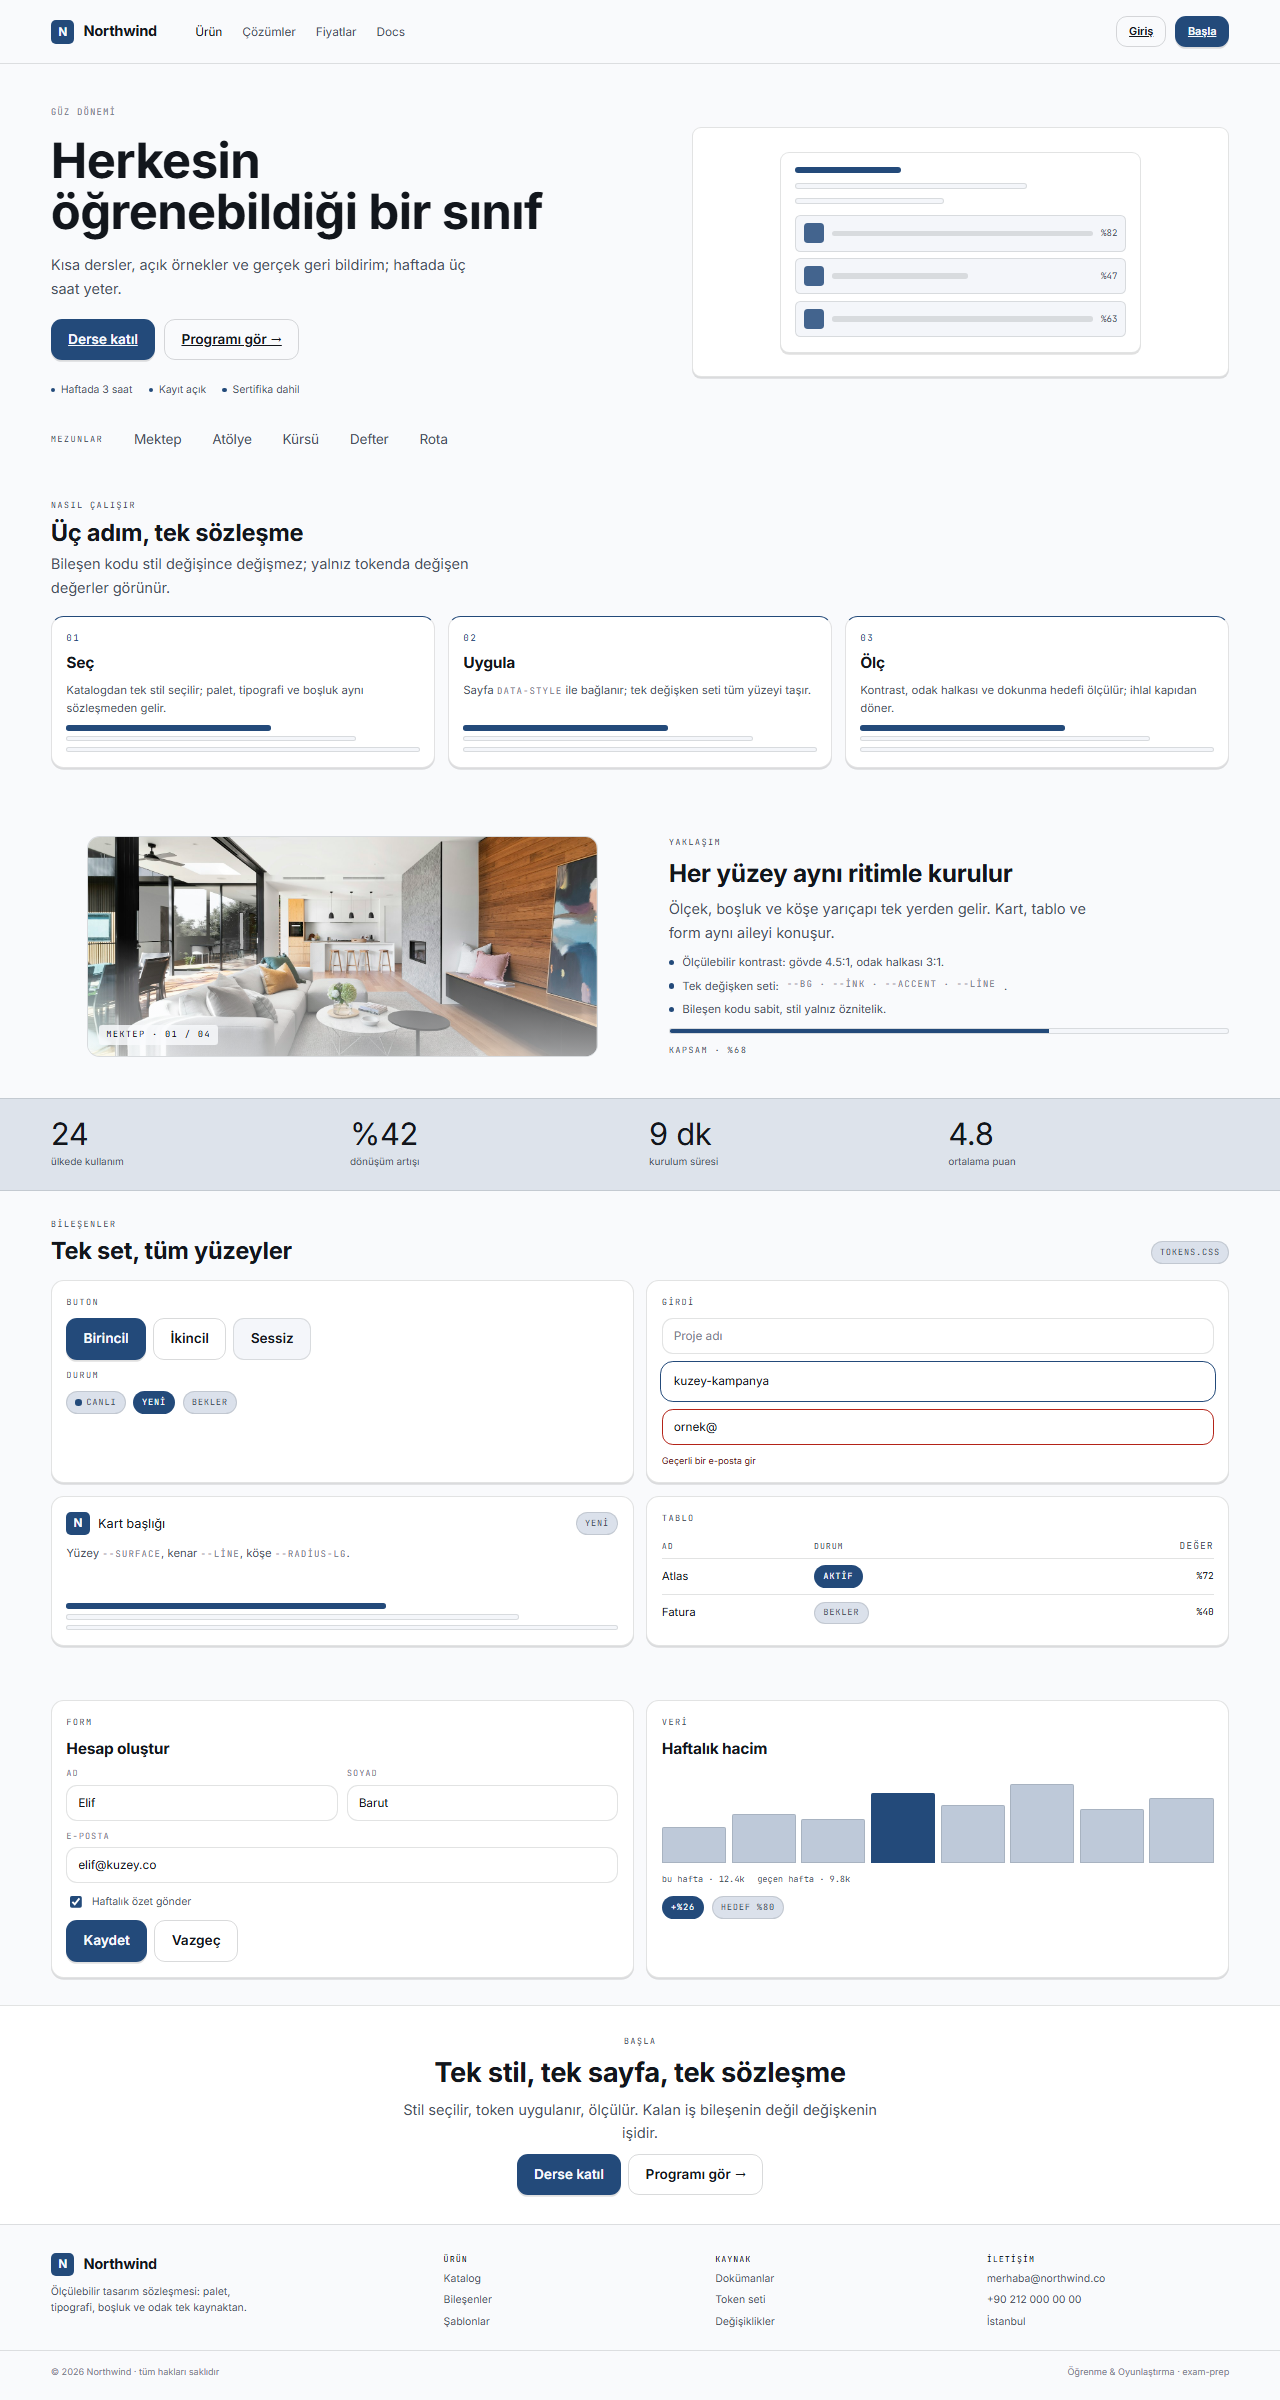 N Northwind Ürün Çözümler Fiyatlar Docs Giriş Başla
GÜZ DÖNEMİ
Herkesin
öğrenebildiği bir sınıf
Kısa dersler, açık örnekler ve gerçek geri bildirim; haftada üç
saat yeter.
Derse katıl Programı gör →
Haftada 3 saat Kayıt açık Sertifika dahil
%82
%47
%63
MEZUNLAR Mektep Atölye Kürsü Defter Rota
NASIL ÇALIŞIR
Üç adım, tek sözleşme
Bileşen kodu stil değişince değişmez; yalnız tokenda değişen
değerler görünür.
01
Seç
Katalogdan tek stil seçilir; palet, tipografi ve boşluk aynı
sözleşmeden gelir.
02
Uygula
Sayfa DATA-STYLE ile bağlanır; tek değişken seti tüm yüzeyi taşır.
03
Ölç
Kontrast, odak halkası ve dokunma hedefi ölçülür; ihlal kapıdan
döner.
MEKTEP · 01 / 04
YAKLAŞIM
Her yüzey aynı ritimle kurulur
Ölçek, boşluk ve köşe yarıçapı tek yerden gelir. Kart, tablo ve
form aynı aileyi konuşur.
Ölçülebilir kontrast: gövde 4.5:1, odak halkası 3:1.
Tek değişken seti: --BG · --İNK · --ACCENT · --LİNE .
Bileşen kodu sabit, stil yalnız öznitelik.
KAPSAM · %68
24
ülkede kullanım
%42
dönüşüm artışı
9 dk
kurulum süresi
4.8
ortalama puan
BİLEŞENLER
Tek set, tüm yüzeyler
TOKENS.CSS
BUTON
Birincil İkincil Sessiz
DURUM
CANLI YENİ BEKLER
GİRDİ
Proje adı
kuzey-kampanya
ornek@
Geçerli bir e-posta gir
N Kart başlığı YENİ
Yüzey --SURFACE, kenar --LİNE, köşe --RADİUS-LG.
TABLO
AD DURUM DEĞER
Atlas AKTİF %72
Fatura BEKLER %40
FORM
Hesap oluştur
AD SOYAD
Elif Barut
E-POSTA
elif@kuzey.co
Haftalık özet gönder
Kaydet Vazgeç
VERİ
Haftalık hacim
bu hafta · 12.4k geçen hafta · 9.8k
+%26 HEDEF %80
BAŞLA
Tek stil, tek sayfa, tek sözleşme
Stil seçilir, token uygulanır, ölçülür. Kalan iş bileşenin değil değişkenin
işidir.
Derse katıl Programı gör →
N Northwind
Ölçülebilir tasarım sözleşmesi: palet,
tipografi, boşluk ve odak tek kaynaktan.
ÜRÜN
Katalog
Bileşenler
Şablonlar
KAYNAK
Dokümanlar
Token seti
Değişiklikler
İLETİŞİM
merhaba@northwind.co
+90 212 000 00 00
İstanbul
© 2026 Northwind · tüm hakları saklıdır
Öğrenme & Oyunlaştırma · exam-prep